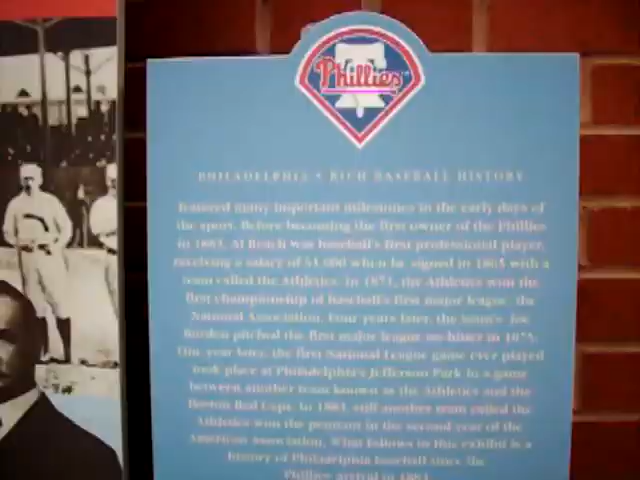 Phillies
PHILADELPHIA'S RICH BASEBALL HISTORY
featured many important milestones in the early days of
the sport. Before becoming the first owner of the Phillies
in 1883, Al Reach was baseball's first professional player,
receiving a salary of $1,000 when he signed in 1865 with a
team called the Athletics. In 1871, the Athletics won the
first championship of baseball's first major league, the
National Association. Four years later, the team's Joe
Borden pitched the first major league no-hitter in 1875.
One year later, the first National League game ever played
took place at Philadelphia's Jefferson Park in a game
between another team known as the Athletics and the
Boston Red Caps. In 1883, still another team called the
Athletics won the pennant in the second year of the
American Association. What follows in this exhibit is a
history of Philadelphia baseball since the
Phillies arrival in 1883.